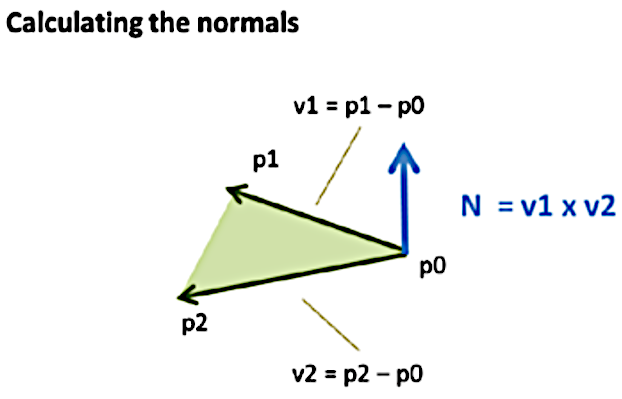 Calculating the normals
v1 = p1 – p0
p1
N = v1 x v2
p0
p2
v2 = p2 – p0